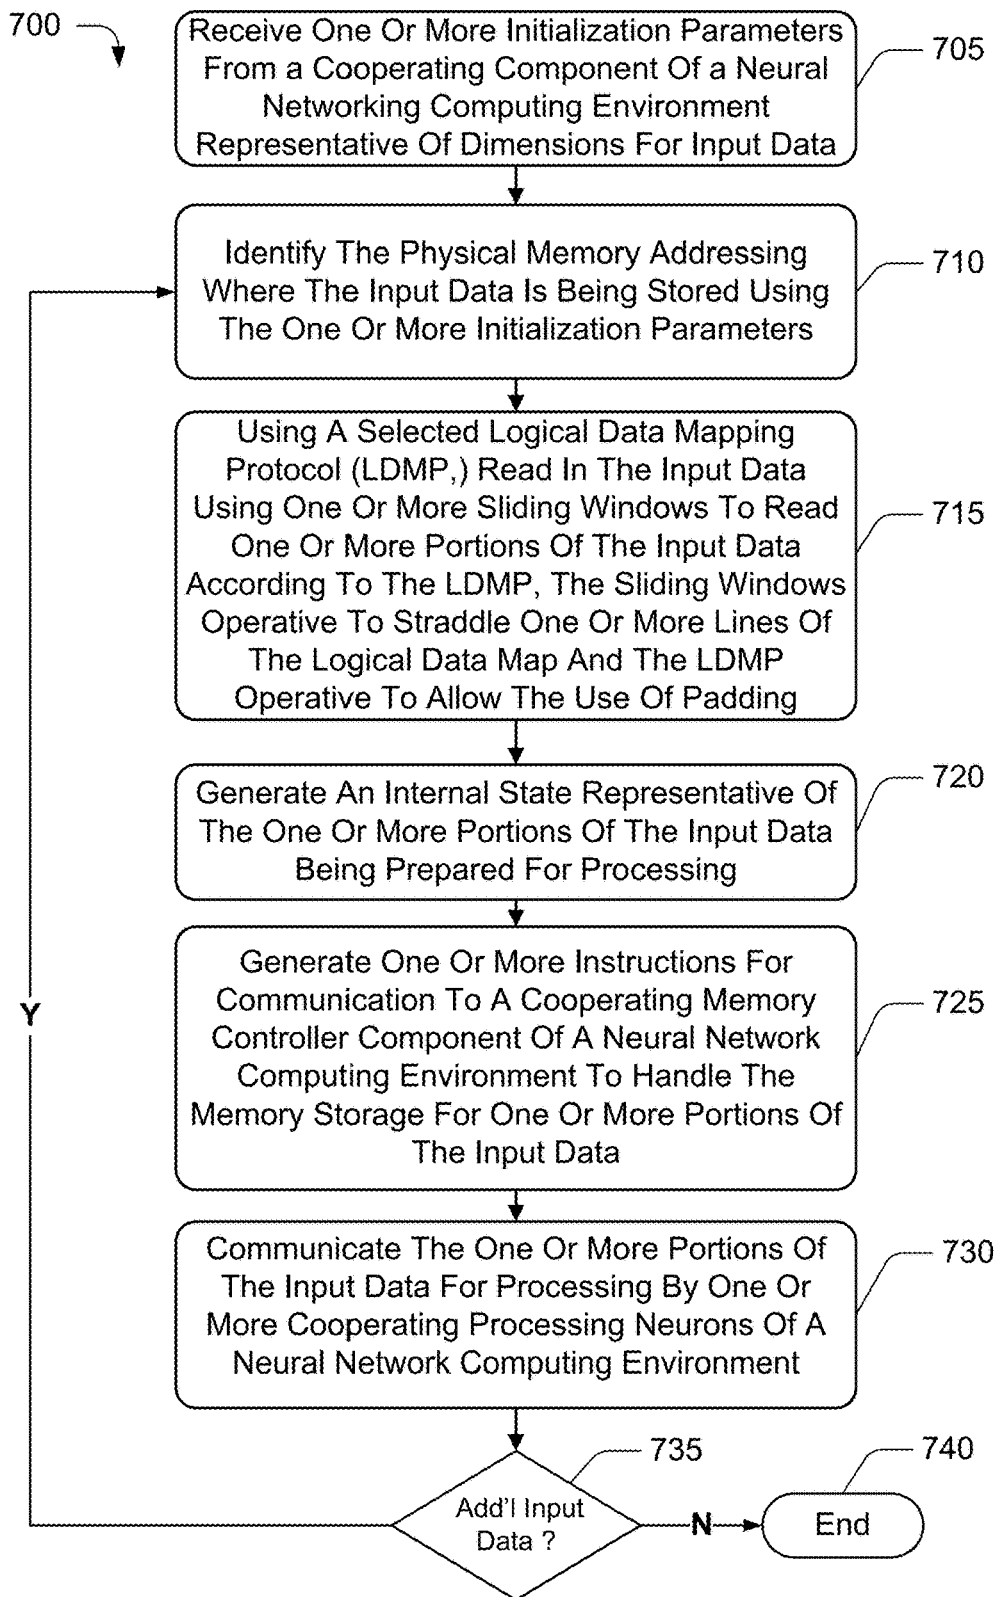 700
Receive One Or More Initialization Parameters
From a Cooperating Component Of a Neural
Networking Computing Environment
Representative Of Dimensions For Input Data
705
Identify The Physical Memory Addressing
Where The Input Data Is Being Stored Using
The One Or More Initialization Parameters
710
Using A Selected Logical Data Mapping
Protocol (LDMP,) Read In The Input Data
Using One Or More Sliding Windows To Read
One Or More Portions Of The Input Data
According To The LDMP, The Sliding Windows
Operative To Straddle One Or More Lines Of
The Logical Data Map And The LDMP
Operative To Allow The Use Of Padding
715
Generate An Internal State Representative Of
The One Or More Portions Of The Input Data
Being Prepared For Processing
720
Generate One Or More Instructions For
Communication To A Cooperating Memory
Controller Component Of A Neural Network
Computing Environment To Handle The
Memory Storage For One Or More Portions Of
The Input Data
725
Y
Communicate The One Or More Portions Of
The Input Data For Processing By One Or
More Cooperating Processing Neurons Of A
Neural Network Computing Environment
730
Add'l Input
Data ?
735
N
End
740